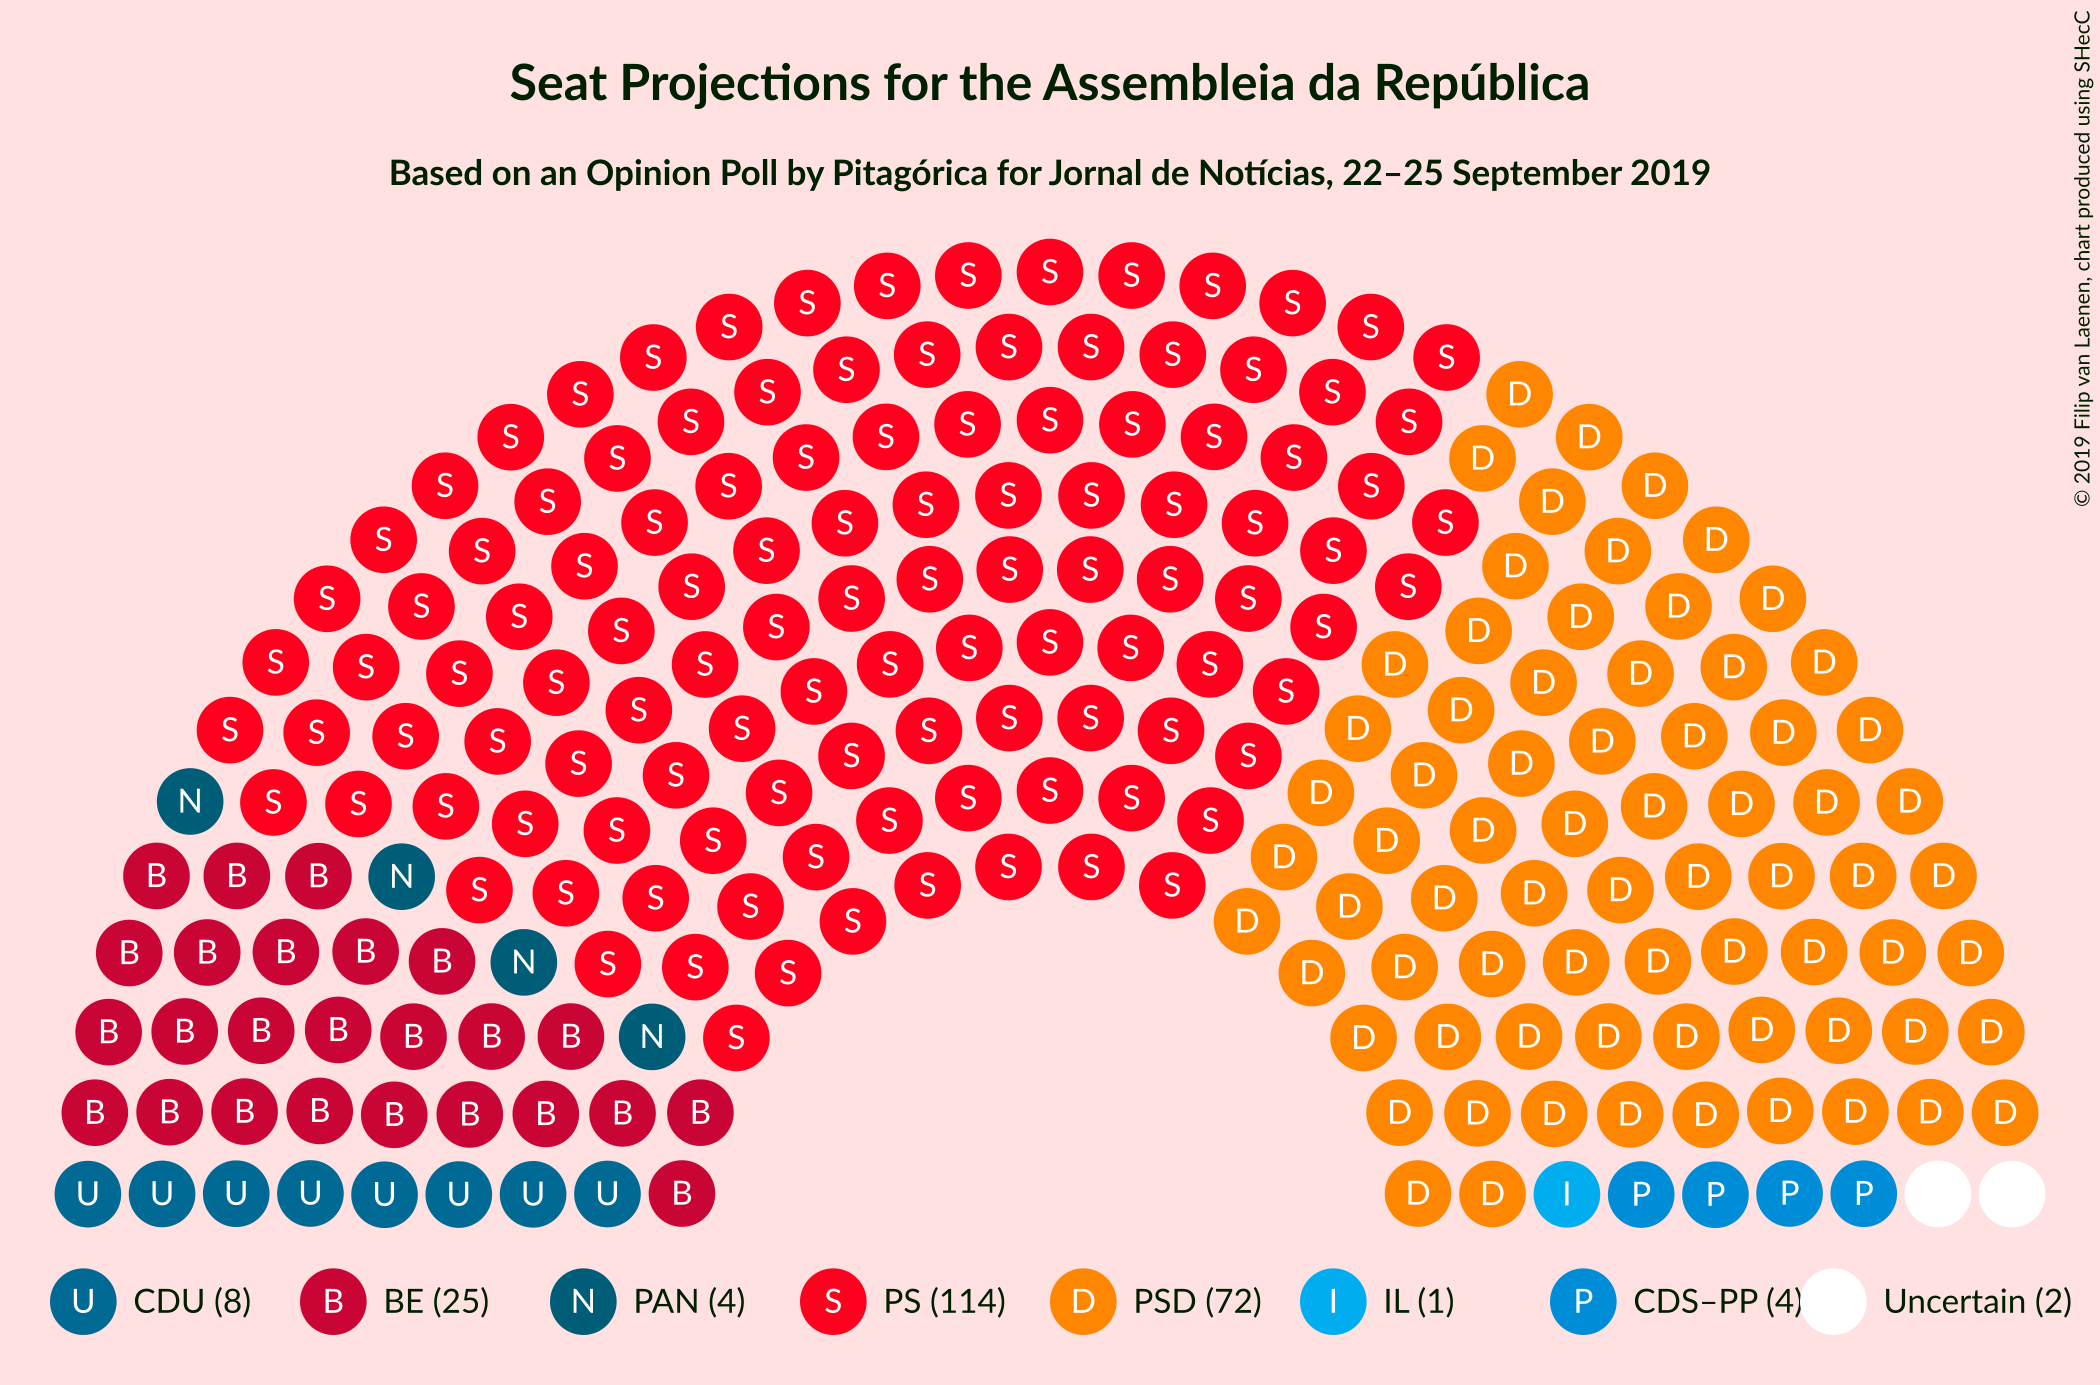 Seat Projections for the Assembleia da República
Based on an Opinion Poll by Pitagórica for Jornal de Notícias, 22–25 September 2019
© 2019 Filip van Laenen, chart produced using SHecC
S S S S S
S S
S S
S S S S S S
S S
S S S D
S S S S S
S S S D
S S S D
S S S S S D
S S S D
S S S S
S S S S D D
S S S D
S S S S
S S S S D D
S S S S D D
S S S
S S S S S D D D
S S S S D D
S S S D
S S S S S S S D D D D D
S S S D
S D
N S S S S S S S D D D D D
S S S S S D D D
B B B N S S S S S S S D D D D D D D
S S S D D D
B B B B B N S S S D D D D D D D D D
B B B B B B B N S D D D D D D D D D
B B B B B B B B B D D D D D D D D D
U U U U U U U U B D D I P P P P
U CDU (8) B BE (25) N PAN (4) S PS (114) D PSD (72) I IL (1) P CDS–PP (4) Uncertain (2)